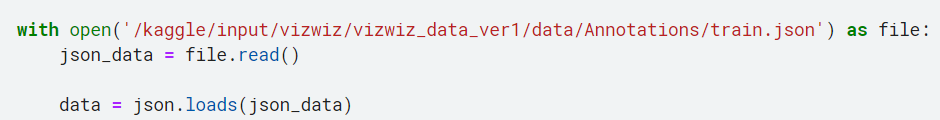 with open('/kaggle/input/vizwiz/vizwiz_data_ver1/data/Annotations/train.json') as file:
    json_data = file.read()
    data = json.loads(json_data)